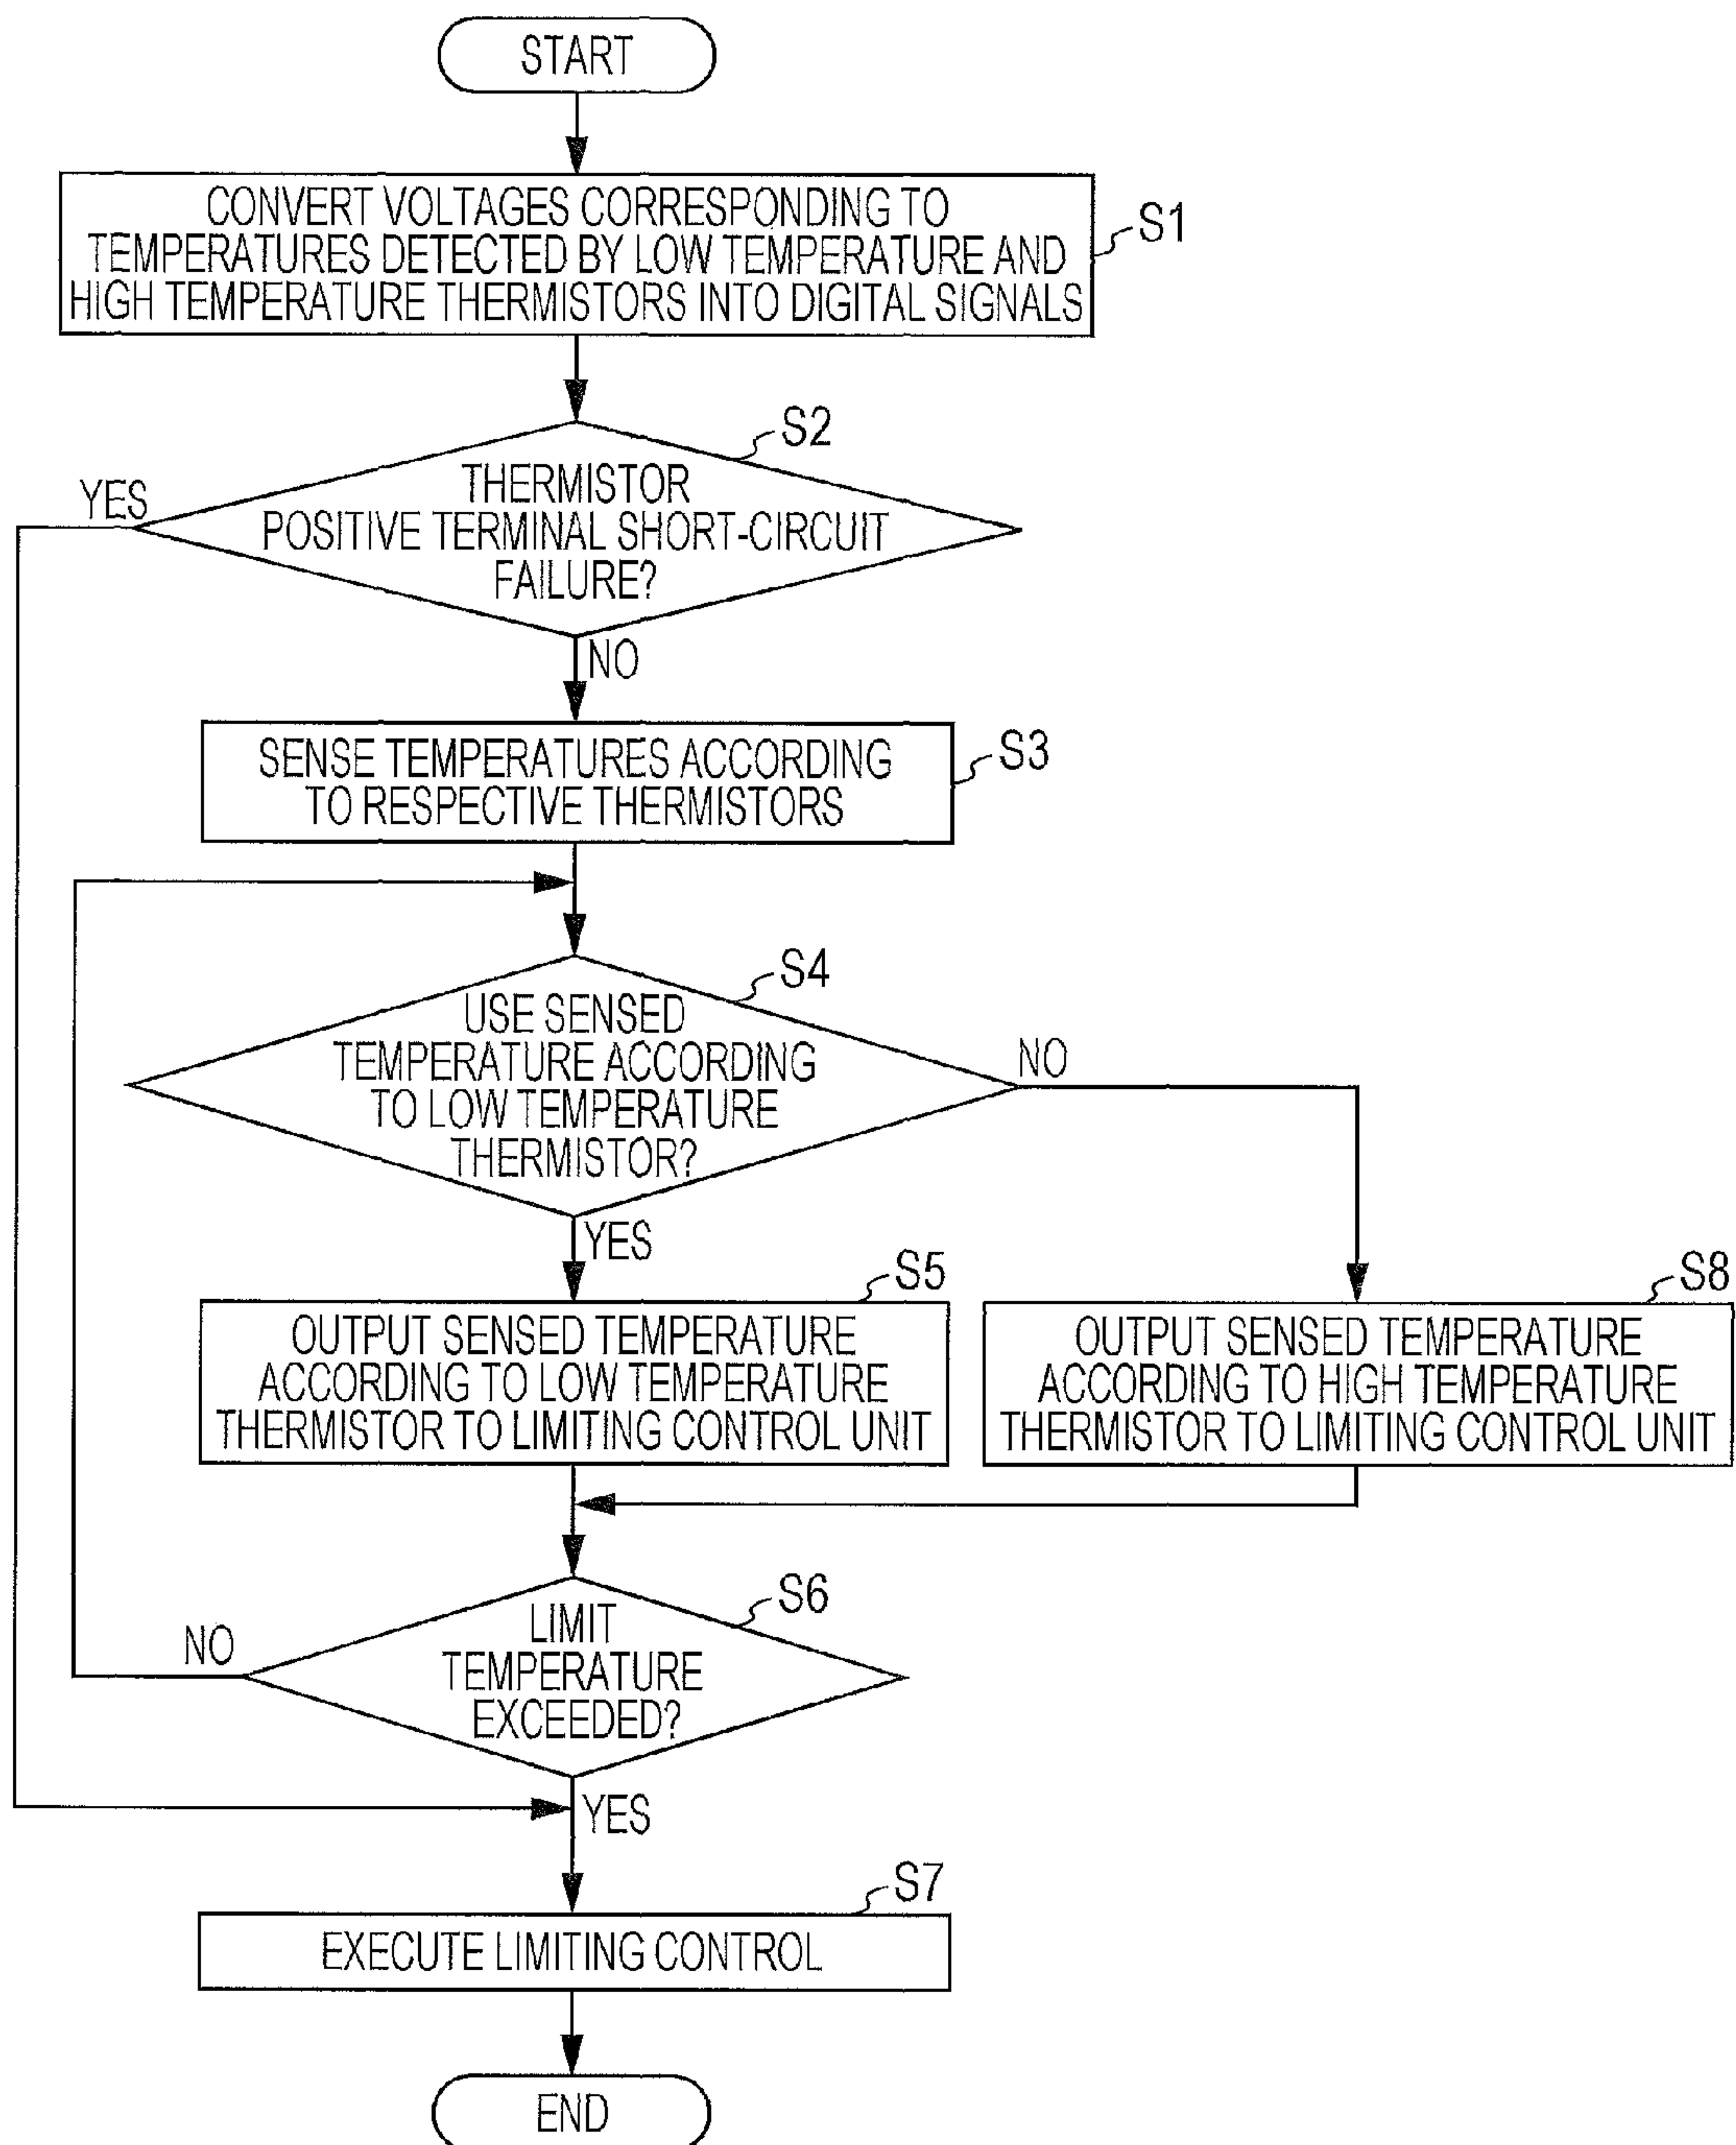 START
CONVERT VOLTAGES CORRESPONDING TO
TEMPERATURES DETECTED BY LOW TEMPERATURE AND
HIGH TEMPERATURE THERMISTORS INTO DIGITAL SIGNALS
S1
S2
YES
THERMISTOR
POSITIVE TERMINAL SHORT-CIRCUIT
FAILURE?
NO
SENSE TEMPERATURES ACCORDING
TO RESPECTIVE THERMISTORS
S3
S4
USE SENSED
TEMPERATURE ACCORDING
TO LOW TEMPERATURE
THERMISTOR?
NO
YES
S5
OUTPUT SENSED TEMPERATURE
ACCORDING TO LOW TEMPERATURE
THERMISTOR TO LIMITING CONTROL UNIT
S8
OUTPUT SENSED TEMPERATURE
ACCORDING TO HIGH TEMPERATURE
THERMISTOR TO LIMITING CONTROL UNIT
S6
NO
LIMIT
TEMPERATURE
EXCEEDED?
YES
S7
EXECUTE LIMITING CONTROL
END